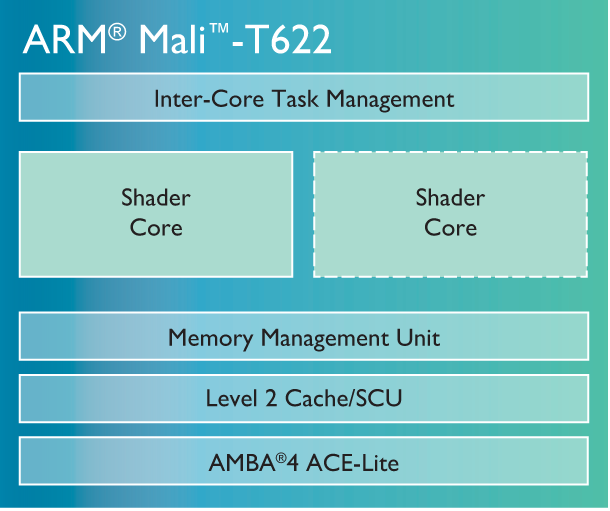 ARM® Mali™-T622
Inter-Core Task Management
Shader
Core
Shader
Core
Memory Management Unit
Level 2 Cache/SCU
AMBA®4 ACE-Lite